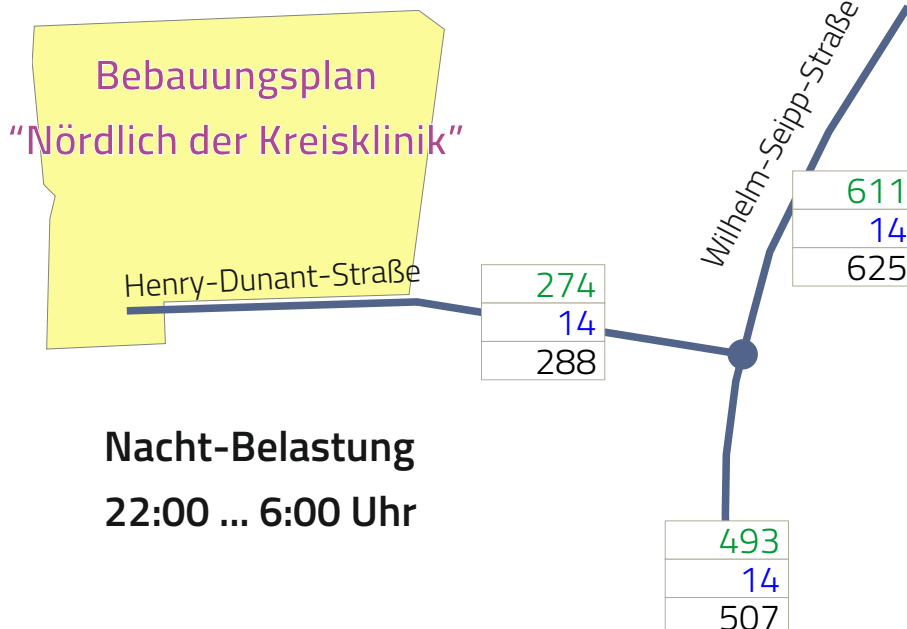 Bebauungsplan
“Nördlich der Kreisklinik”
Wilhelm-Seipp-Straße
611
14
625
Henry-Dunant-Straße
274
14
288
Nacht-Belastung
22:00 ... 6:00 Uhr
493
14
507